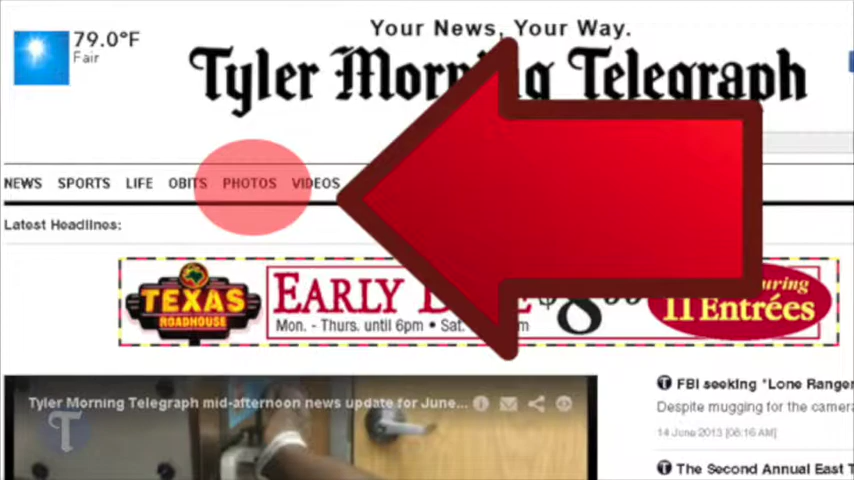 Your News, Your Way.
79.0°F
Fair
Tyler Morning Telegraph
NEWS SPORTS LIFE OBITS PHOTOS VIDEOS
Latest Headlines:
TEXAS
ROADHOUSE
EARLY
Mon. - Thurs. until 6pm • Sat.
11 Entrées
Tyler Morning Telegraph mid-afternoon news update for June...
T
FBI seeking "Lone Ranger
Despite mugging for the camera
14 June 2013 [06:16 AM]
The Second Annual East T